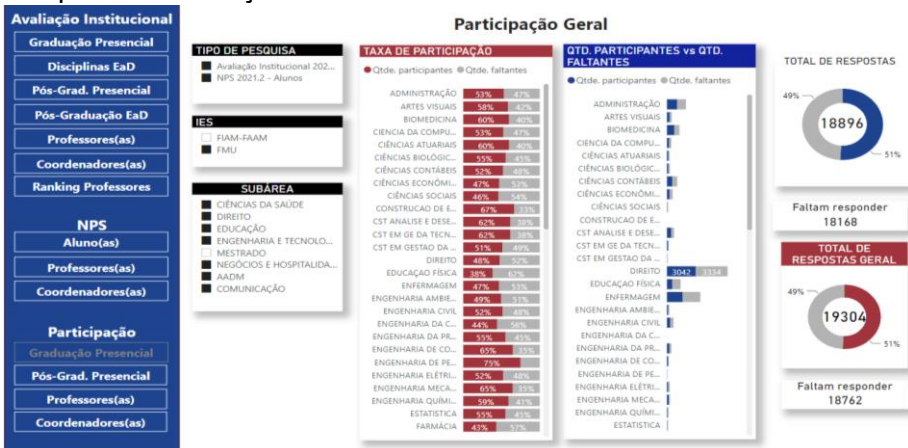 Avaliação Institucional
Graduação Presencial
Disciplinas EaD
Pós-Grad. Presencial
Pós-Graduação EaD
Professores(as)
Coordenadores(as)
Ranking Professores
NPS
Aluno(as)
Professores(as)
Coordenadores(as)
Participação
Graduação Presencial
Pós-Grad. Presencial
Professores(as)
Coordenadores(as)
Participação Geral
TIPO DE PESQUISA
Avaliação Institucional 202...
NPS 2021.2 - Alunos
IES
FIAM-FAAM
FMU
SUBÁREA
CIÊNCIAS DA SAÚDE
DIREITO
EDUCAÇÃO
ENGENHARIA E TECNOLO...
MESTRADO
NEGÓCIOS E HOSPITALIDA...
AADM
COMUNICAÇÃO
TAXA DE PARTICIPAÇÃO
Qtde. participantes Qtde. faltantes
ADMINISTRAÇÃO 53% 47%
ARTES VISUAIS 58% 42%
BIOMEDICINA 60% 40%
CIENCIA DA COMPU... 53% 47%
CIÊNCIAS ATUARIAIS 60% 40%
CIÊNCIAS BIOLÓGIC... 55% 45%
CIÊNCIAS CONTÁBEIS 52% 48%
CIÊNCIAS ECONÔMI... 47% 53%
CIÊNCIAS SOCIAIS 46% 54%
CONSTRUCAO DE E... 67% 33%
CST ANALISE E DESE... 62% 38%
CST EM GE DA TECN... 62% 38%
CST EM GESTAO DA ... 51% 49%
DIREITO 48% 52%
EDUCAÇAO FÍSICA 38% 62%
ENFERMAGEM 47% 53%
ENGENHARIA AMBIE... 49% 51%
ENGENHARIA CIVIL 52% 48%
ENGENHARIA DA C... 44% 56%
ENGENHARIA DA PR... 55% 45%
ENGENHARIA DE CO... 65% 35%
ENGENHARIA DE PE... 75%
ENGENHARIA ELÉTRI... 52% 48%
ENGENHARIA MECA... 65% 35%
ENGENHARIA QUÍMI... 59% 41%
ESTATISTICA 55% 45%
FARMÁCIA 43% 57%
QTD. PARTICIPANTES vs QTD.
FALTANTES
Qtde. participantes Qtde. faltantes
ADMINISTRAÇÃO
ARTES VISUAIS
BIOMEDICINA
CIENCIA DA COMPU...
CIÊNCIAS ATUARIAIS
CIÊNCIAS BIOLÓGIC...
CIÊNCIAS CONTÁBEIS
CIÊNCIAS ECONÔMI...
CIÊNCIAS SOCIAIS
CONSTRUCAO DE E...
CST ANALISE E DESE...
CST EM GE DA TECN...
CST EM GESTAO DA ...
DIREITO 3042 3334
EDUCAÇAO FÍSICA
ENFERMAGEM
ENGENHARIA AMBIE...
ENGENHARIA CIVIL
ENGENHARIA DA C...
ENGENHARIA DA PR...
ENGENHARIA DE CO...
ENGENHARIA DE PE...
ENGENHARIA ELÉTRI...
ENGENHARIA MECA...
ENGENHARIA QUÍMI...
ESTATISTICA
TOTAL DE RESPOSTAS
49%
18896
51%
Faltam responder
18168
TOTAL DE
RESPOSTAS GERAL
49%
19304
51%
Faltam responder
18762